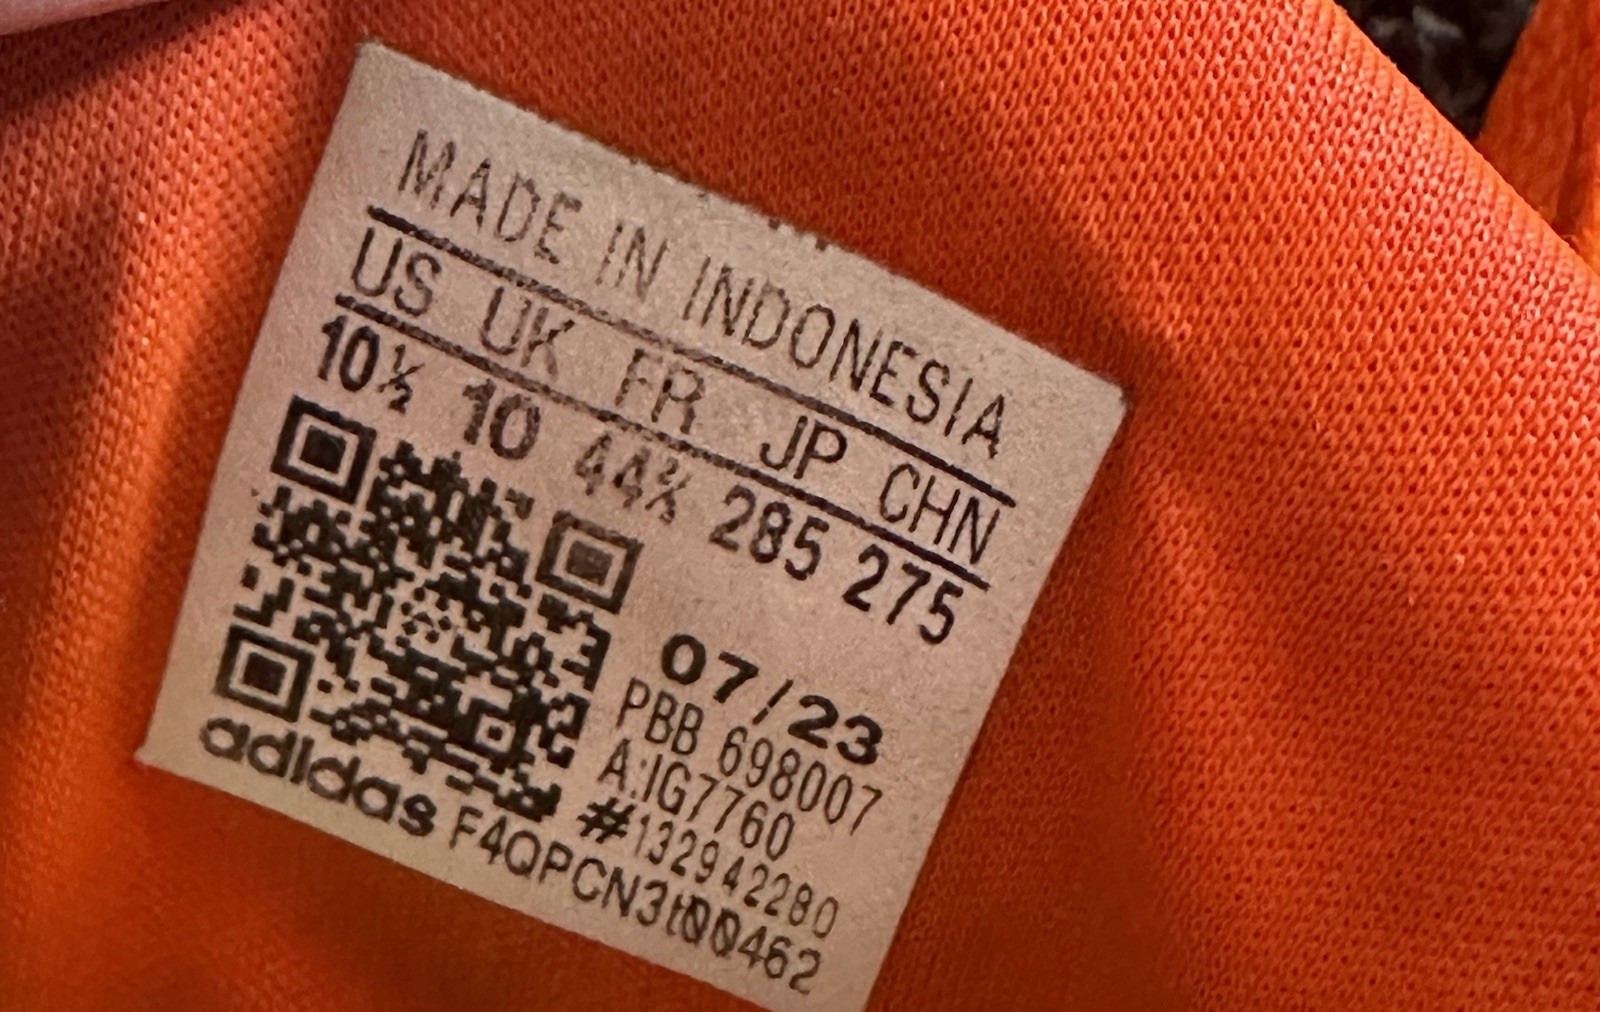 MADE IN INDONESIA
US UK FR JP CHN
10½ 10 44⅔ 285 275
07/23
PBB 698007
A:IG7760
#132942280
adidas F4QPCN3t00462